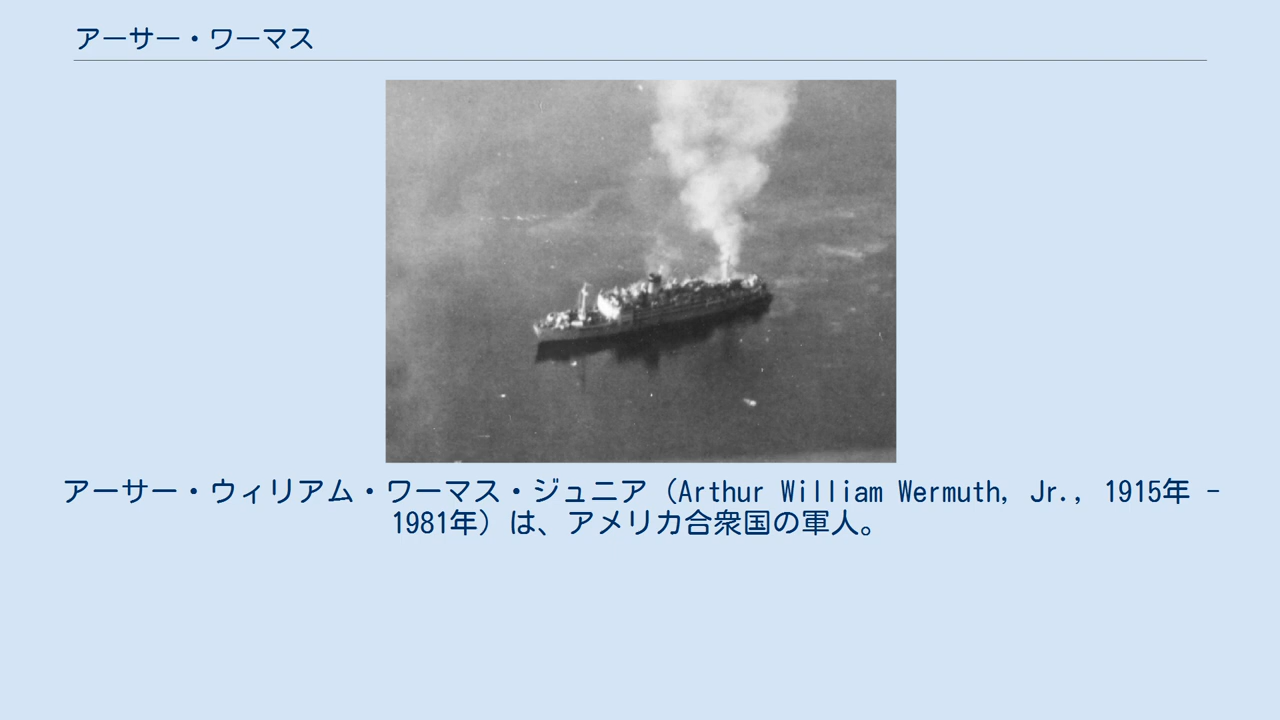 アーサー・ワーマス
アーサー・ウィリアム・ワーマス・ジュニア（Arthur William Wermuth, Jr., 1915年 -
1981年）は、アメリカ合衆国の軍人。